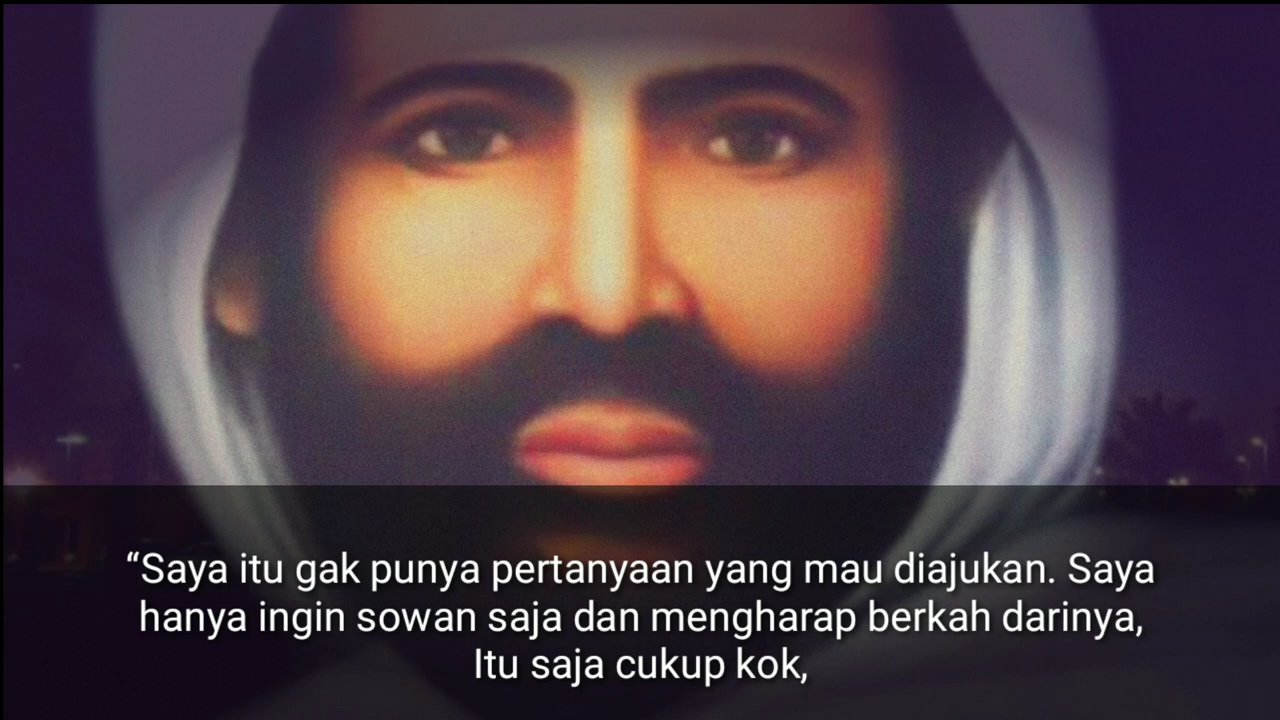 “Saya itu gak punya pertanyaan yang mau diajukan. Saya
hanya ingin sowan saja dan mengharap berkah darinya,
Itu saja cukup kok,